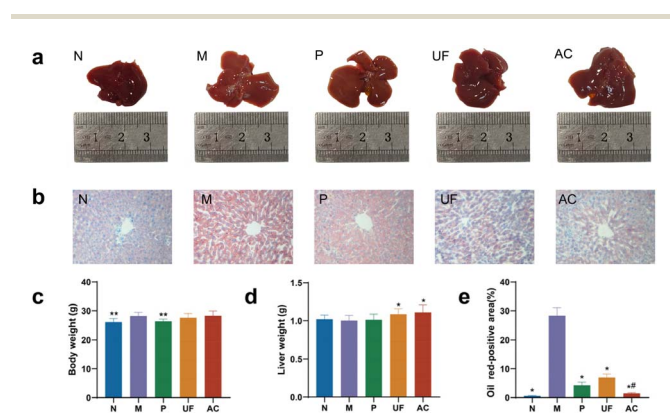 a
N
M
P
UF
AC
1 2 3
1 2 3
1 2 3
1 2 3
1 2 3
b
N
M
P
UF
AC
c
Body weight (g)
40
30
20
10
0
**
**
N M P UF AC
d
Liver weight (g)
1.5
1.0
0.5
0.0
*
*
N M P UF AC
e
Oil red-positive area(%)
40
30
20
10
0
*
*
*
*#
N M P UF AC